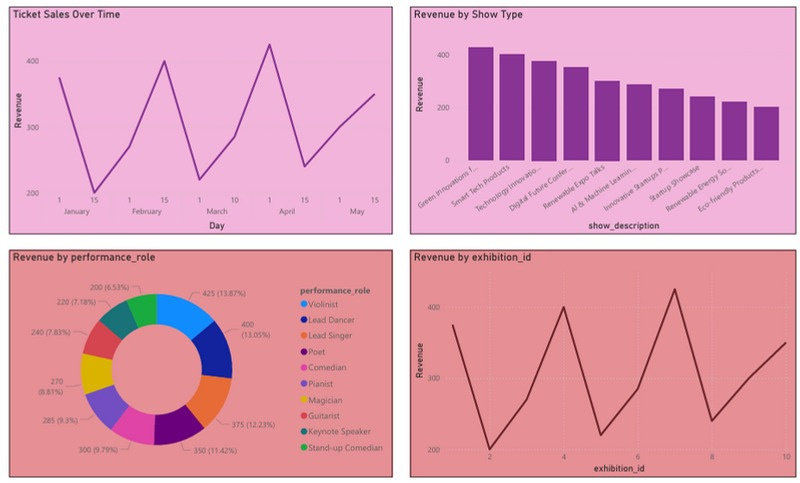 Ticket Sales Over Time
Revenue
400
300
200
1 15 1 15 1 10 1 15 1 15
January February March April May
Day
Revenue by Show Type
Revenue
400
200
0
Green Innovations f...
Smart Tech Products
Technology Innovatio...
Digital Future Confer...
Renewable Expo Talks
AI & Machine Learnin...
Innovative Startups P...
Startup Showcase
Renewable Energy So...
Eco-friendly Products...
show_description
Revenue by performance_role
200 (6.53%)
220 (7.18%)
240 (7.83%)
270
(8.81%)
285 (9.3%)
300 (9.79%)
425 (13.87%)
400
(13.05%)
375 (12.23%)
350 (11.42%)
performance_role
Violinist
Lead Dancer
Lead Singer
Poet
Comedian
Pianist
Magician
Guitarist
Keynote Speaker
Stand-up Comedian
Revenue by exhibition_id
Revenue
400
300
200
2 4 6 8 10
exhibition_id